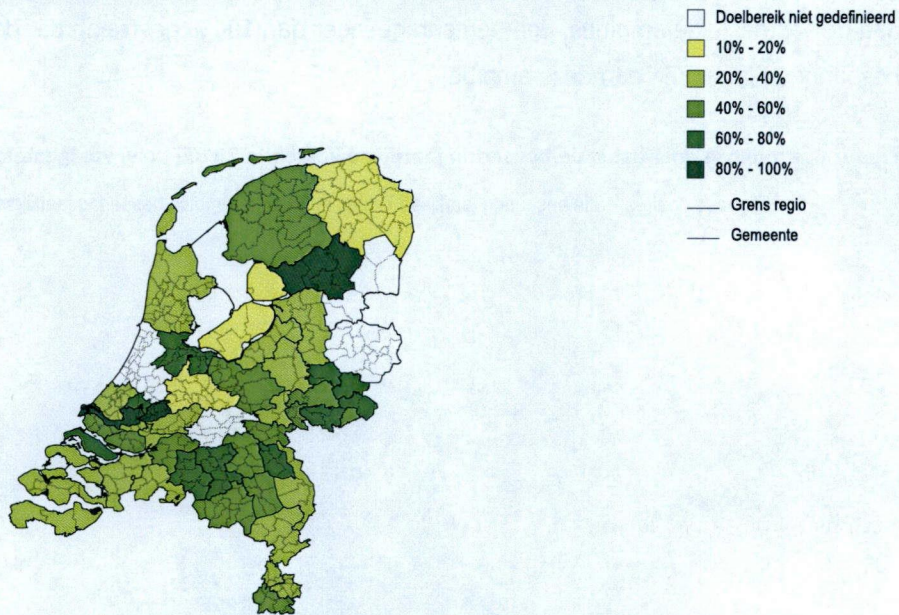 Doelbereik niet gedefinieerd
10% - 20%
20% - 40%
40% - 60%
60% - 80%
80% - 100%
Grens regio
Gemeente